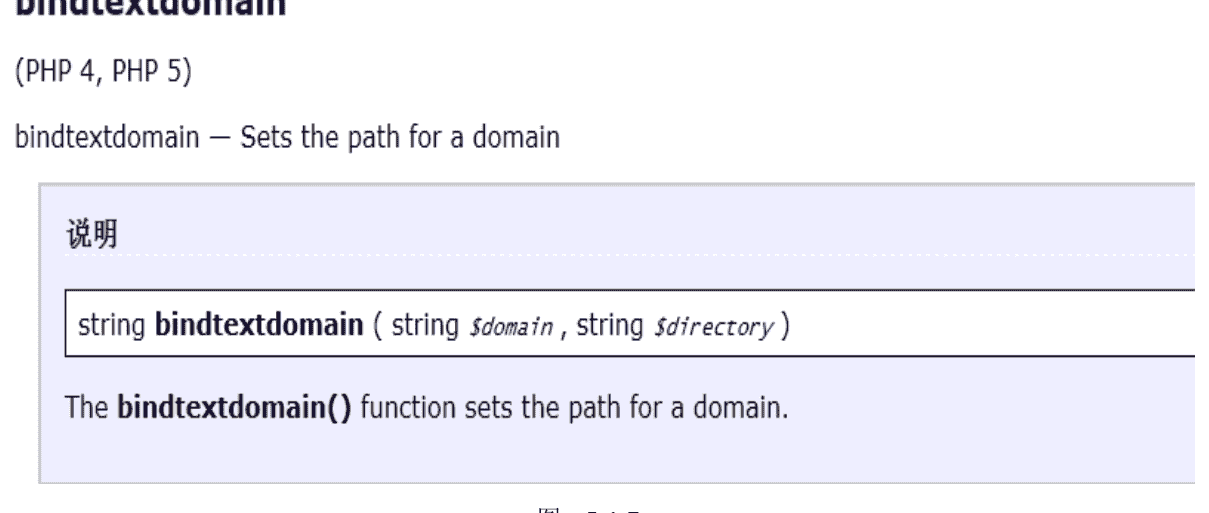 bindtextdomain
(PHP 4, PHP 5)
bindtextdomain — Sets the path for a domain
说明
string bindtextdomain ( string $domain , string $directory )
The bindtextdomain() function sets the path for a domain.